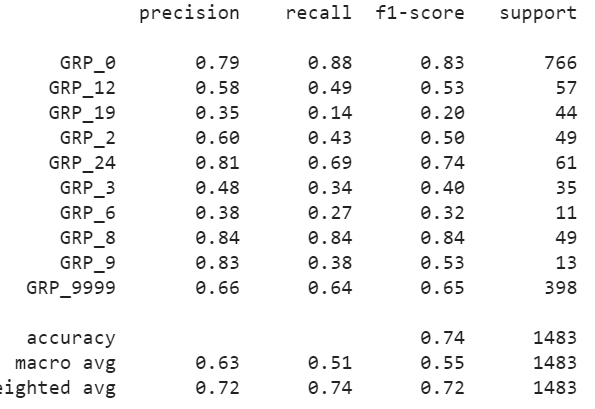 precision recall f1-score support
GRP_0 0.79 0.88 0.83 766
GRP_12 0.58 0.49 0.53 57
GRP_19 0.35 0.14 0.20 44
GRP_2 0.60 0.43 0.50 49
GRP_24 0.81 0.69 0.74 61
GRP_3 0.48 0.34 0.40 35
GRP_6 0.38 0.27 0.32 11
GRP_8 0.84 0.84 0.84 49
GRP_9 0.83 0.38 0.53 13
GRP_9999 0.66 0.64 0.65 398
accuracy 0.74 1483
macro avg 0.63 0.51 0.55 1483
eighted avg 0.72 0.74 0.72 1483